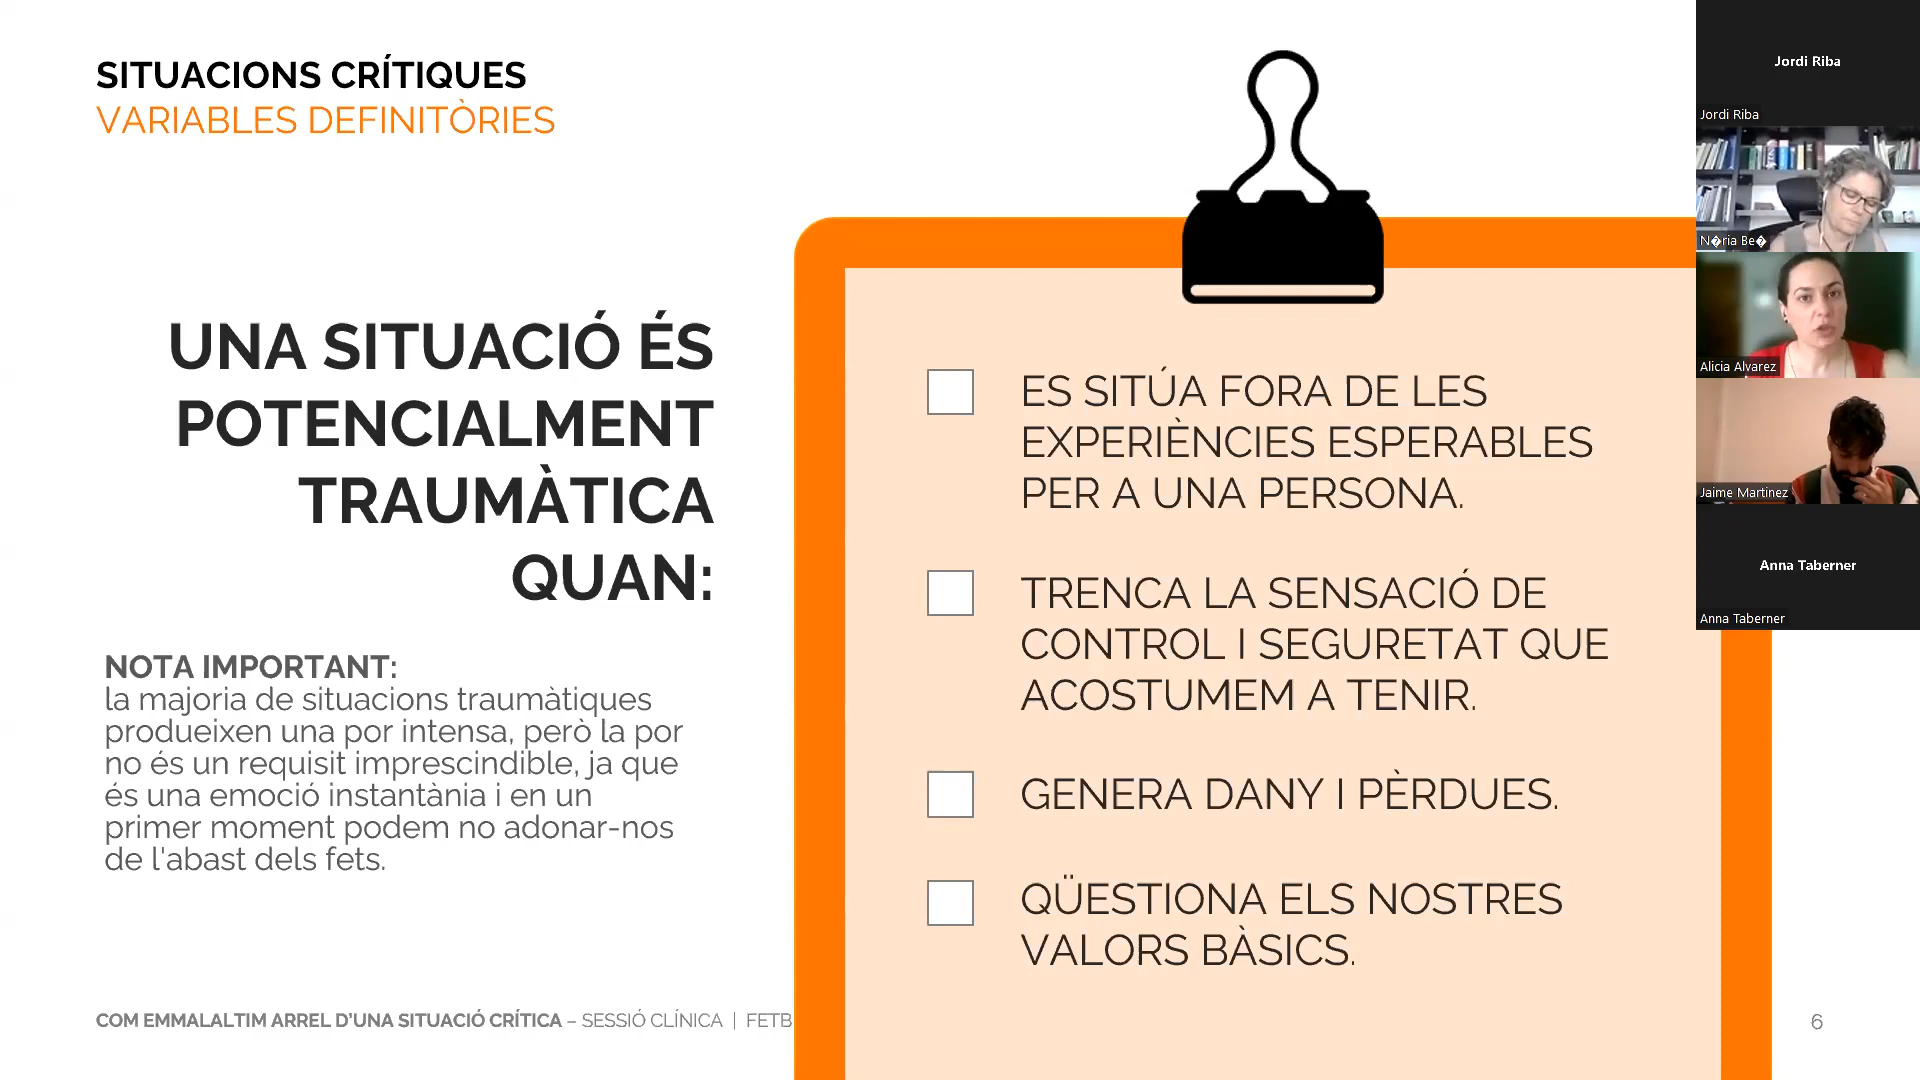 SITUACIONS CRÍTIQUES
VARIABLES DEFINITÒRIES
UNA SITUACIÓ ÉS
POTENCIALMENT
TRAUMÀTICA
QUAN:
NOTA IMPORTANT:
la majoria de situacions traumàtiques
produeixen una por intensa, però la por
no és un requisit imprescindible, ja que
és una emoció instantània i en un
primer moment podem no adonar-nos
de l'abast dels fets.
ES SITÚA FORA DE LES
EXPERIÈNCIES ESPERABLES
PER A UNA PERSONA.
TRENCA LA SENSACIÓ DE
CONTROL I SEGURETAT QUE
ACOSTUMEM A TENIR.
GENERA DANY I PÈRDUES.
QÜESTIONA ELS NOSTRES
VALORS BÀSICS.
COM EMMALALTIM ARREL D'UNA SITUACIÓ CRÍTICA – SESSIÓ CLÍNICA | FETB
6
Jordi Riba
Jordi Riba
N�ria Be�
Alicia Alvarez
Jaime Martinez
Anna Taberner
Anna Taberner